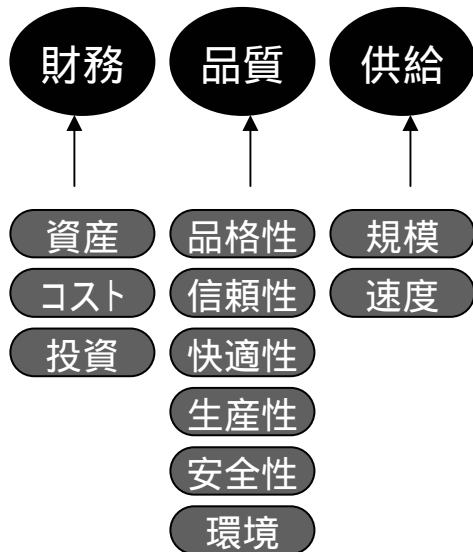 財務
品質
供給
資産
コスト
投資
品格性
信頼性
快適性
生産性
安全性
環境
規模
速度